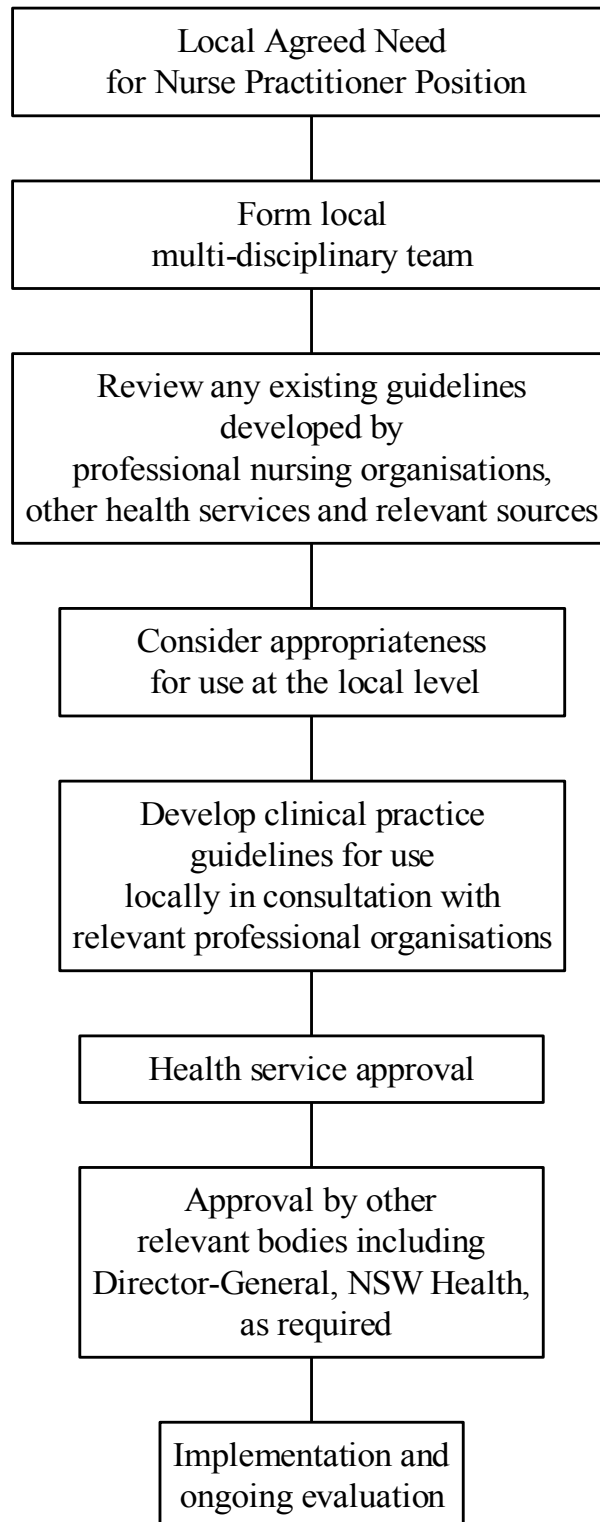 Local Agreed Need
for Nurse Practitioner Position
Form local
multi-disciplinary team
Review any existing guidelines
developed by
professional nursing organisations,
other health services and relevant sources
Consider appropriateness
for use at the local level
Develop clinical practice
guidelines for use
locally in consultation with
relevant professional organisations
Health service approval
Approval by other
relevant bodies including
Director-General, NSW Health,
as required
Implementation and
ongoing evaluation